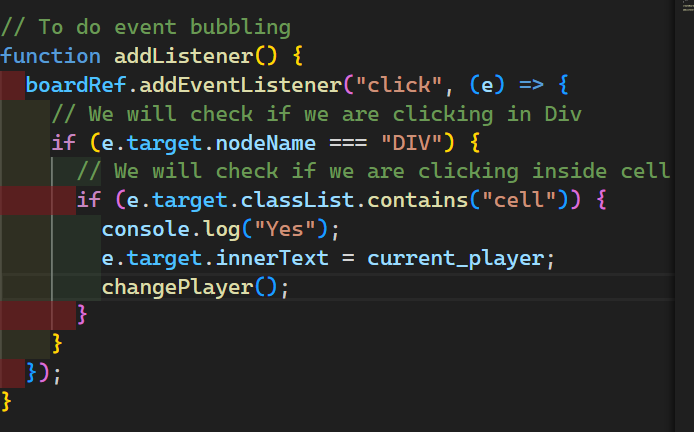 // To do event bubbling
function addListener() {
boardRef.addEventListener("click", (e) => {
// We will check if we are clicking in Div
if (e.target.nodeName === "DIV") {
// We will check if we are clicking inside cell
if (e.target.classList.contains("cell")) {
console.log("Yes");
e.target.innerText = current_player;
changePlayer();
}
}
});
}